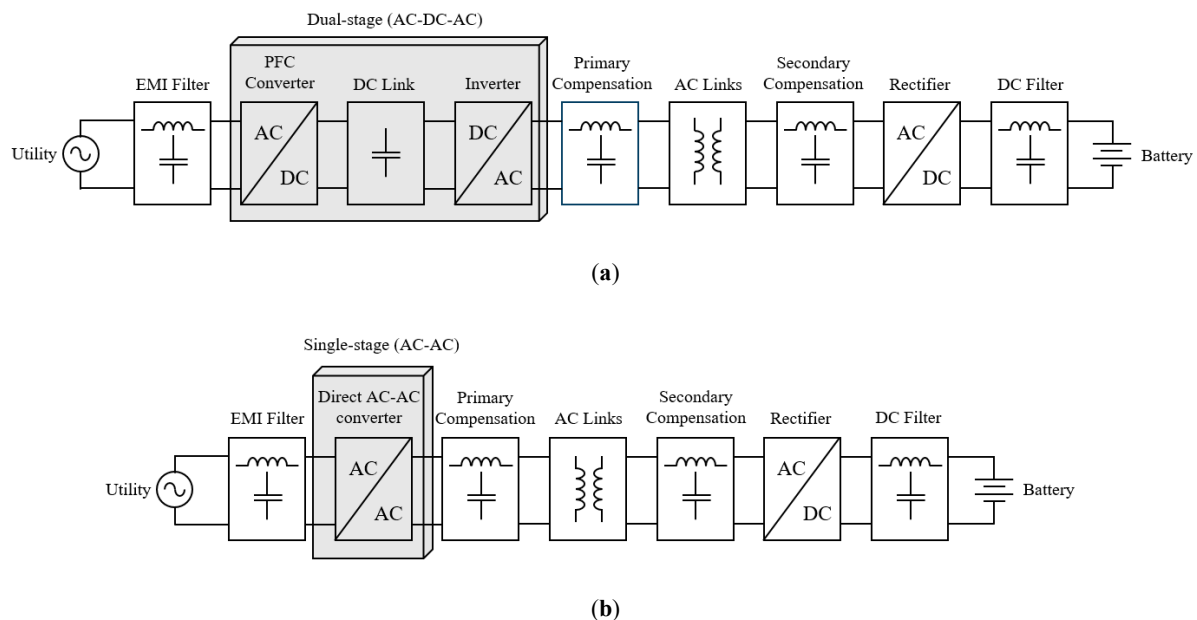 Dual-stage (AC-DC-AC)
EMI Filter
PFC
Converter
DC Link
Inverter
Primary
Compensation
AC Links
Secondary
Compensation
Rectifier
DC Filter
Utility
AC
DC
DC
AC
AC
DC
Battery
(a)
Single-stage (AC-AC)
EMI Filter
Direct AC-AC
converter
Primary
Compensation
AC Links
Secondary
Compensation
Rectifier
DC Filter
Utility
AC
AC
AC
DC
Battery
(b)